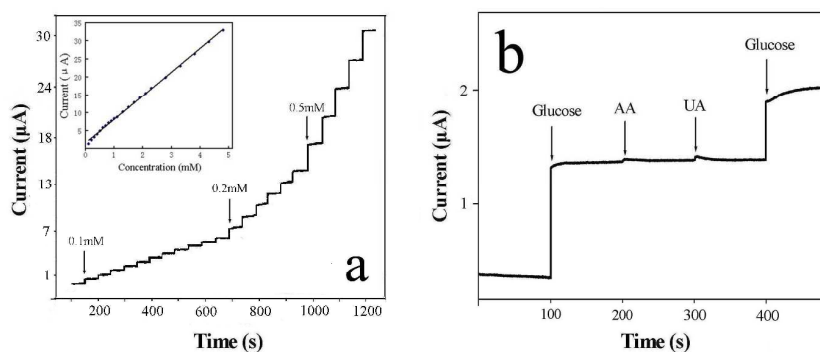 30
24
18
13
7
1
Current (μA)
200
400
600
800
1000
1200
Time (s)
0.1mM
0.2mM
0.5mM
a
35
30
25
20
15
10
5
Current ( μ A)
0
1
2
3
4
5
Concentration (mM)
b
2
1
Current (μA)
100
200
300
400
Time (s)
Glucose
AA
UA
Glucose